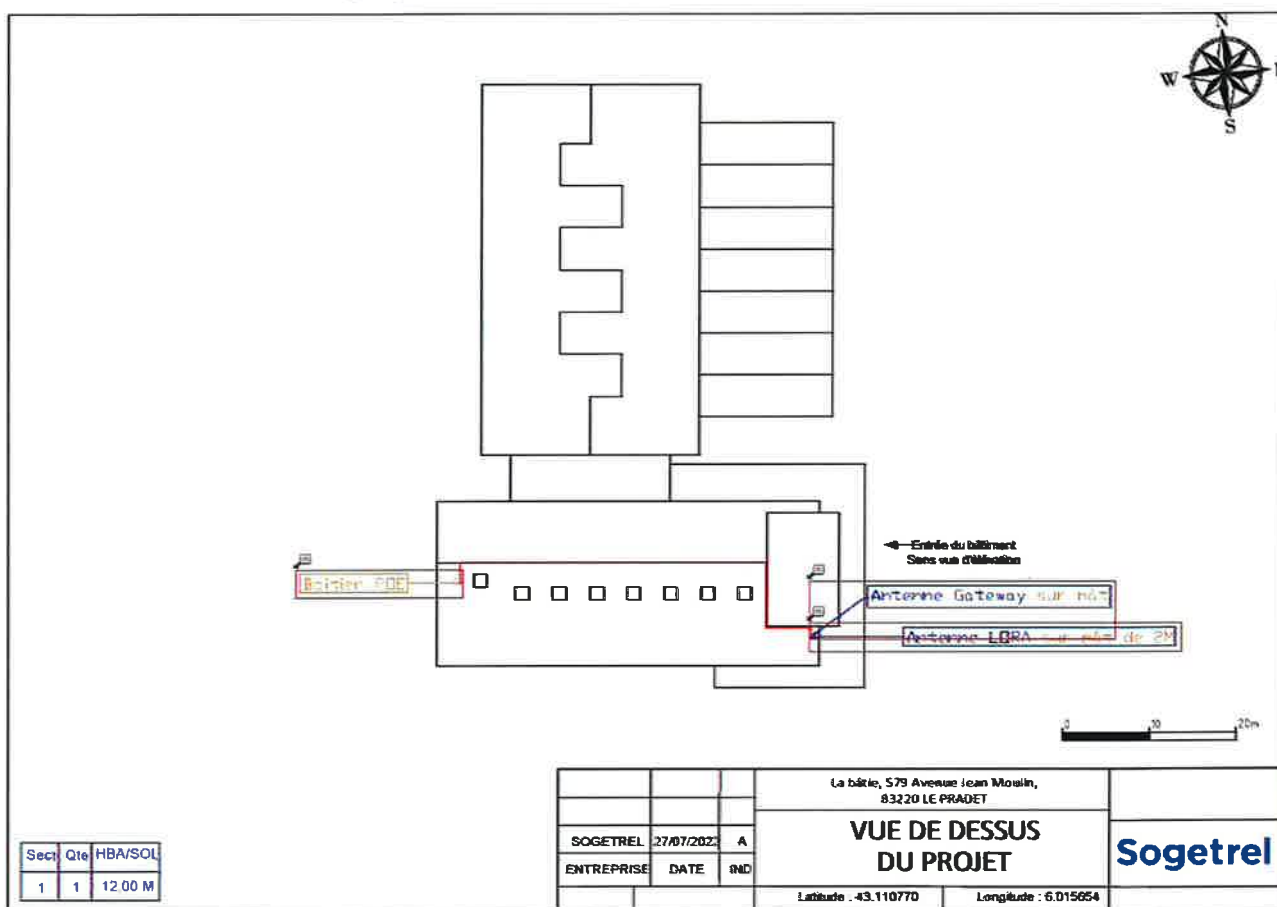 N
W
S
Entrée du bâtiment
Sans vue d'élévation
Boitier POE
Antenne Gateway sur mât
Antenne LORA sur mât de 2M
0 10 20m
La bâtie, 579 Avenue Jean Moulin,
83220 LE PRADET
VUE DE DESSUS
DU PROJET
SOGETREL 27/07/2022 A
ENTREPRISE DATE IND
Sogetrel
Latitude : 43.110770 Longitude : 6.015654
Sect Qte HBA/SOL
1 1 12.00 M